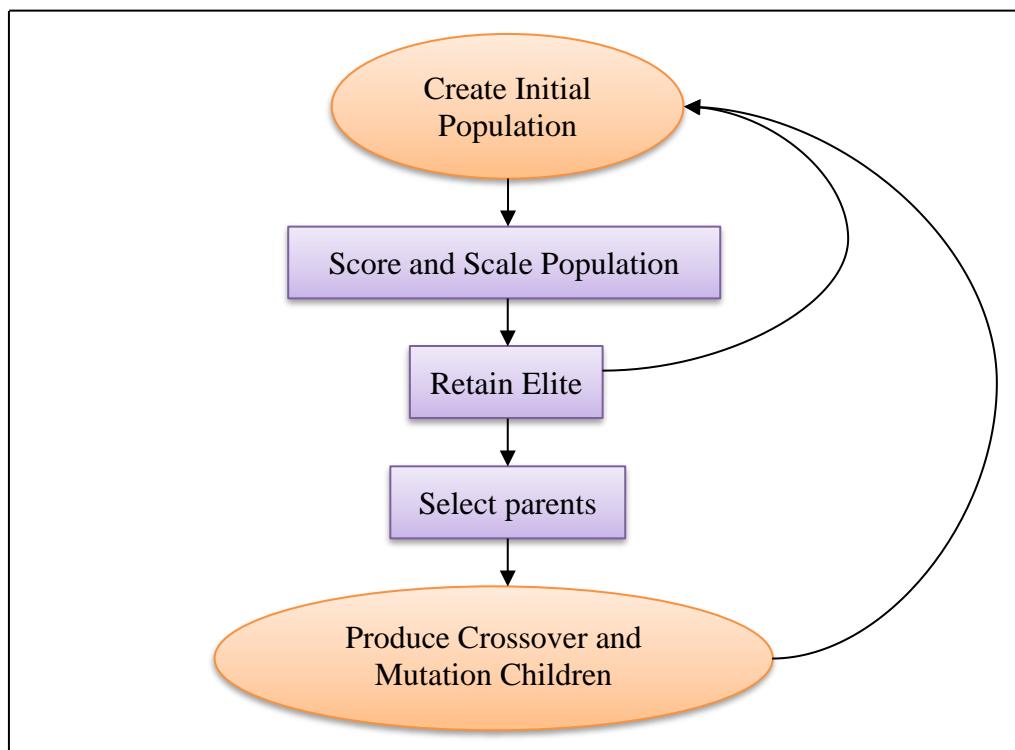 Create Initial
Population
Score and Scale Population
Retain Elite
Select parents
Produce Crossover and
Mutation Children